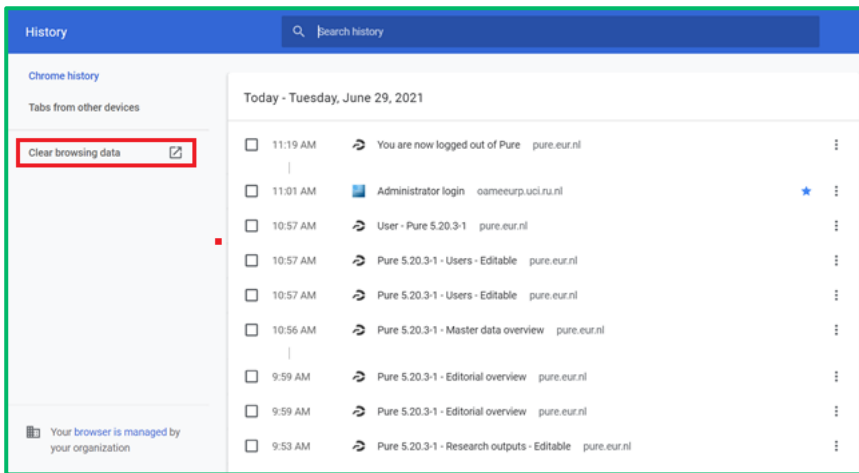 History
Search history
Chrome history
Tabs from other devices
Clear browsing data
Today - Tuesday, June 29, 2021
11:19 AM You are now logged out of Pure pure.eur.nl
11:01 AM Administrator login oameeurp.uci.ru.nl
10:57 AM User - Pure 5.20.3-1 pure.eur.nl
10:57 AM Pure 5.20.3-1 - Users - Editable pure.eur.nl
10:57 AM Pure 5.20.3-1 - Users - Editable pure.eur.nl
10:56 AM Pure 5.20.3-1 - Master data overview pure.eur.nl
9:59 AM Pure 5.20.3-1 - Editorial overview pure.eur.nl
9:59 AM Pure 5.20.3-1 - Editorial overview pure.eur.nl
9:53 AM Pure 5.20.3-1 - Research outputs - Editable pure.eur.nl
Your browser is managed by
your organization